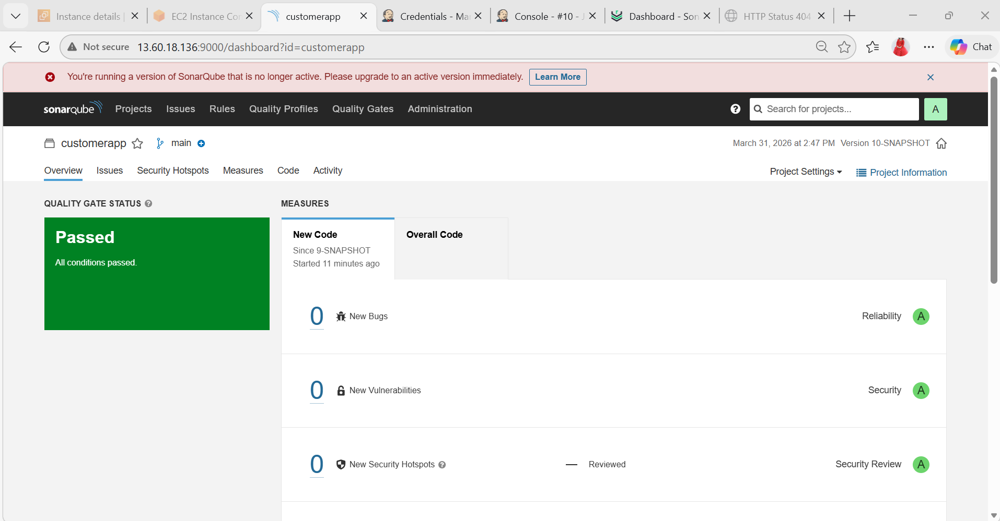 Instance details
EC2 Instance Co
customerapp
Credentials - Ma
Console - #10 - J
Dashboard - Son
HTTP Status 404
Not secure
13.60.18.136:9000/dashboard?id=customerapp
Chat
You're running a version of SonarQube that is no longer active. Please upgrade to an active version immediately.
Learn More
sonarqube
Projects
Issues
Rules
Quality Profiles
Quality Gates
Administration
Search for projects...
A
customerapp
main
March 31, 2026 at 2:47 PM
Version 10-SNAPSHOT
Overview
Issues
Security Hotspots
Measures
Code
Activity
Project Settings
Project Information
QUALITY GATE STATUS
MEASURES
Passed
All conditions passed.
New Code
Since 9-SNAPSHOT
Started 11 minutes ago
Overall Code
0
New Bugs
Reliability
A
0
New Vulnerabilities
Security
A
0
New Security Hotspots
— Reviewed
Security Review
A